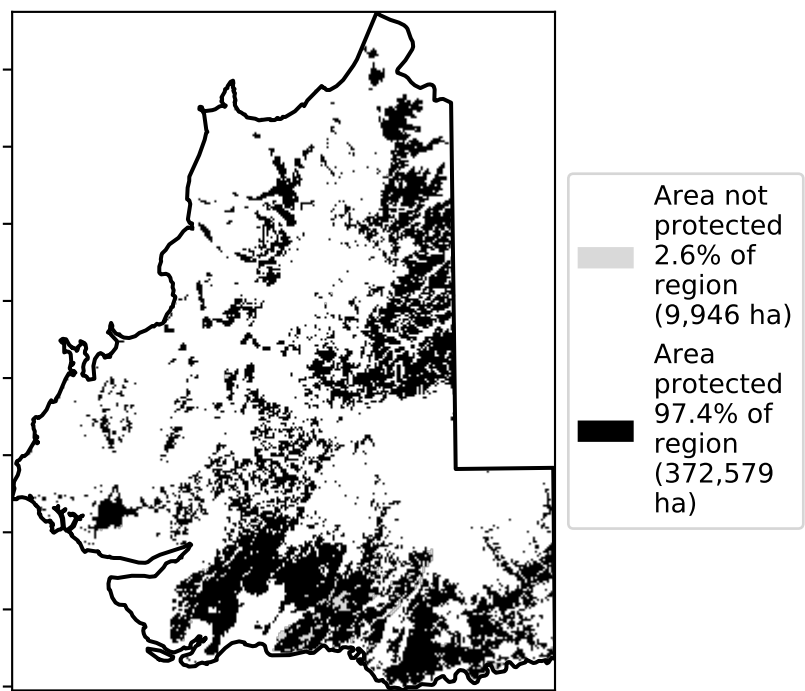 Area not
protected
2.6% of
region
(9,946 ha)
Area
protected
97.4% of
region
(372,579
ha)